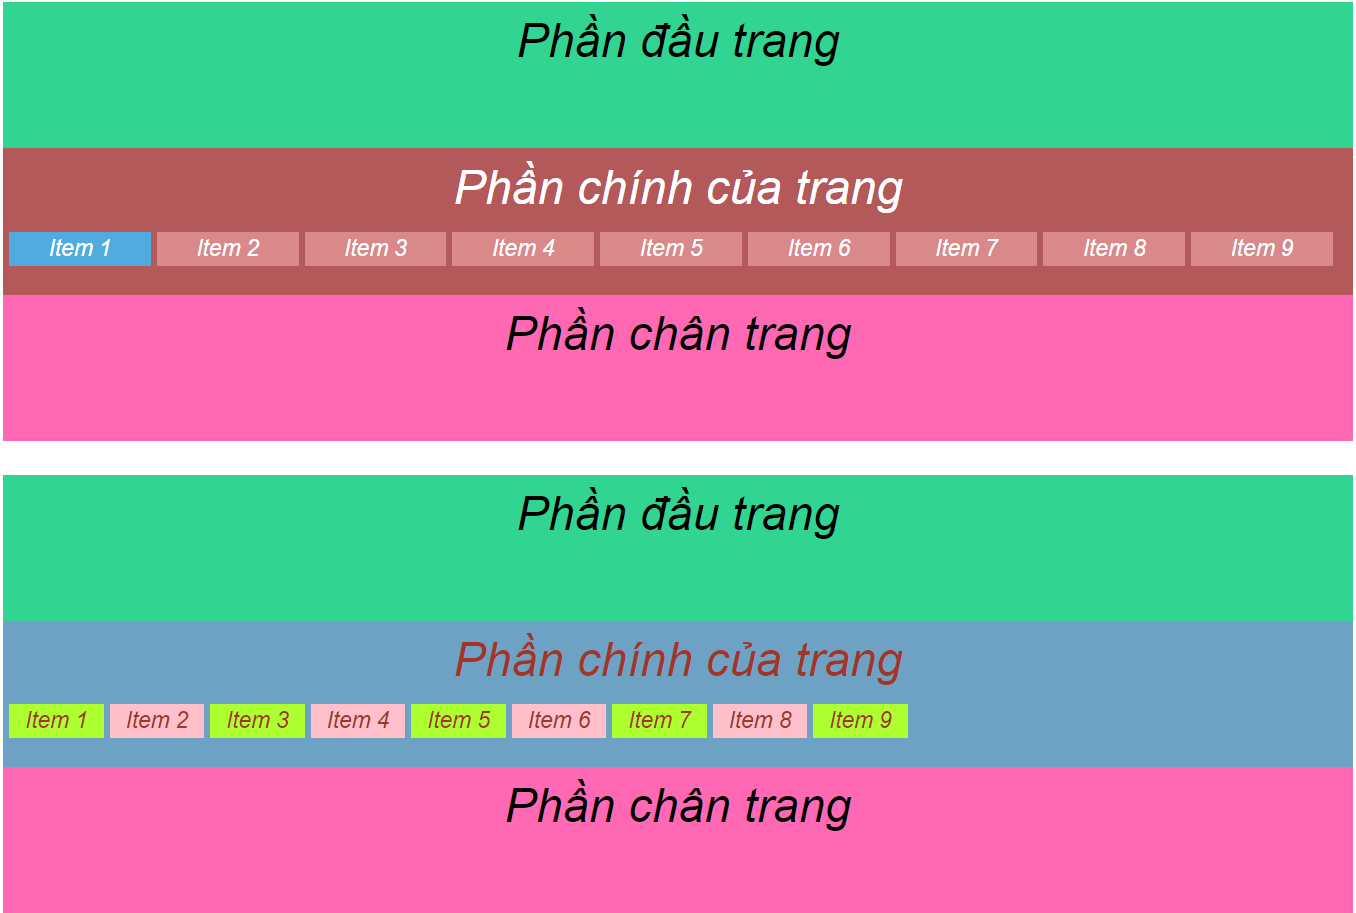 Phần đầu trang
Phần chính của trang
Item 1 Item 2 Item 3 Item 4 Item 5 Item 6 Item 7 Item 8 Item 9
Phần chân trang
Phần đầu trang
Phần chính của trang
Item 1 Item 2 Item 3 Item 4 Item 5 Item 6 Item 7 Item 8 Item 9
Phần chân trang